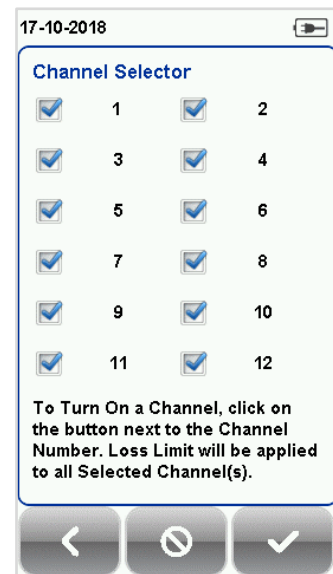 17-10-2018
Channel Selector
1 2
3 4
5 6
7 8
9 10
11 12
To Turn On a Channel, click on
the button next to the Channel
Number. Loss Limit will be applied
to all Selected Channel(s).